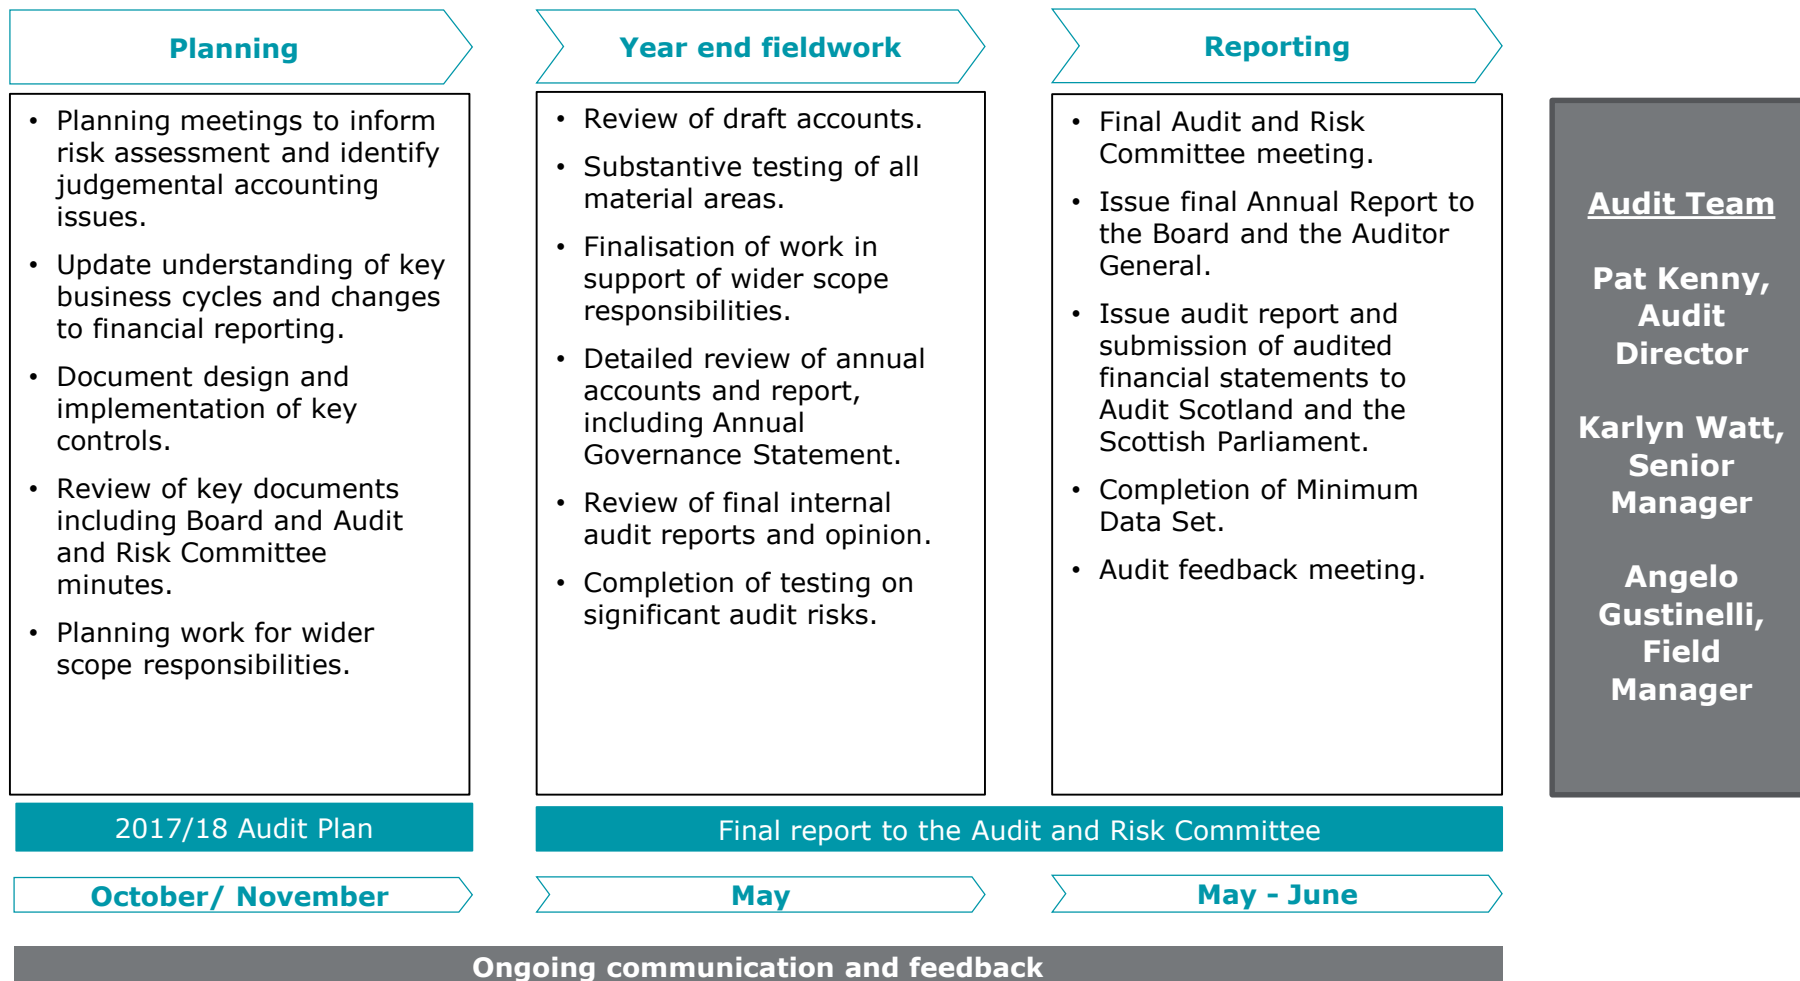 Planning
• Planning meetings to inform
risk assessment and identify
judgemental accounting
issues.
• Update understanding of key
business cycles and changes
to financial reporting.
• Document design and
implementation of key
controls.
• Review of key documents
including Board and Audit
and Risk Committee
minutes.
• Planning work for wider
scope responsibilities.
2017/18 Audit Plan
October/ November
Year end fieldwork
• Review of draft accounts.
• Substantive testing of all
material areas.
• Finalisation of work in
support of wider scope
responsibilities.
• Detailed review of annual
accounts and report,
including Annual
Governance Statement.
• Review of final internal
audit reports and opinion.
• Completion of testing on
significant audit risks.
Reporting
• Final Audit and Risk
Committee meeting.
• Issue final Annual Report to
the Board and the Auditor
General.
• Issue audit report and
submission of audited
financial statements to
Audit Scotland and the
Scottish Parliament.
• Completion of Minimum
Data Set.
• Audit feedback meeting.
Final report to the Audit and Risk Committee
May
May - June
Ongoing communication and feedback
Audit Team
Pat Kenny,
Audit
Director
Karlyn Watt,
Senior
Manager
Angelo
Gustinelli,
Field
Manager